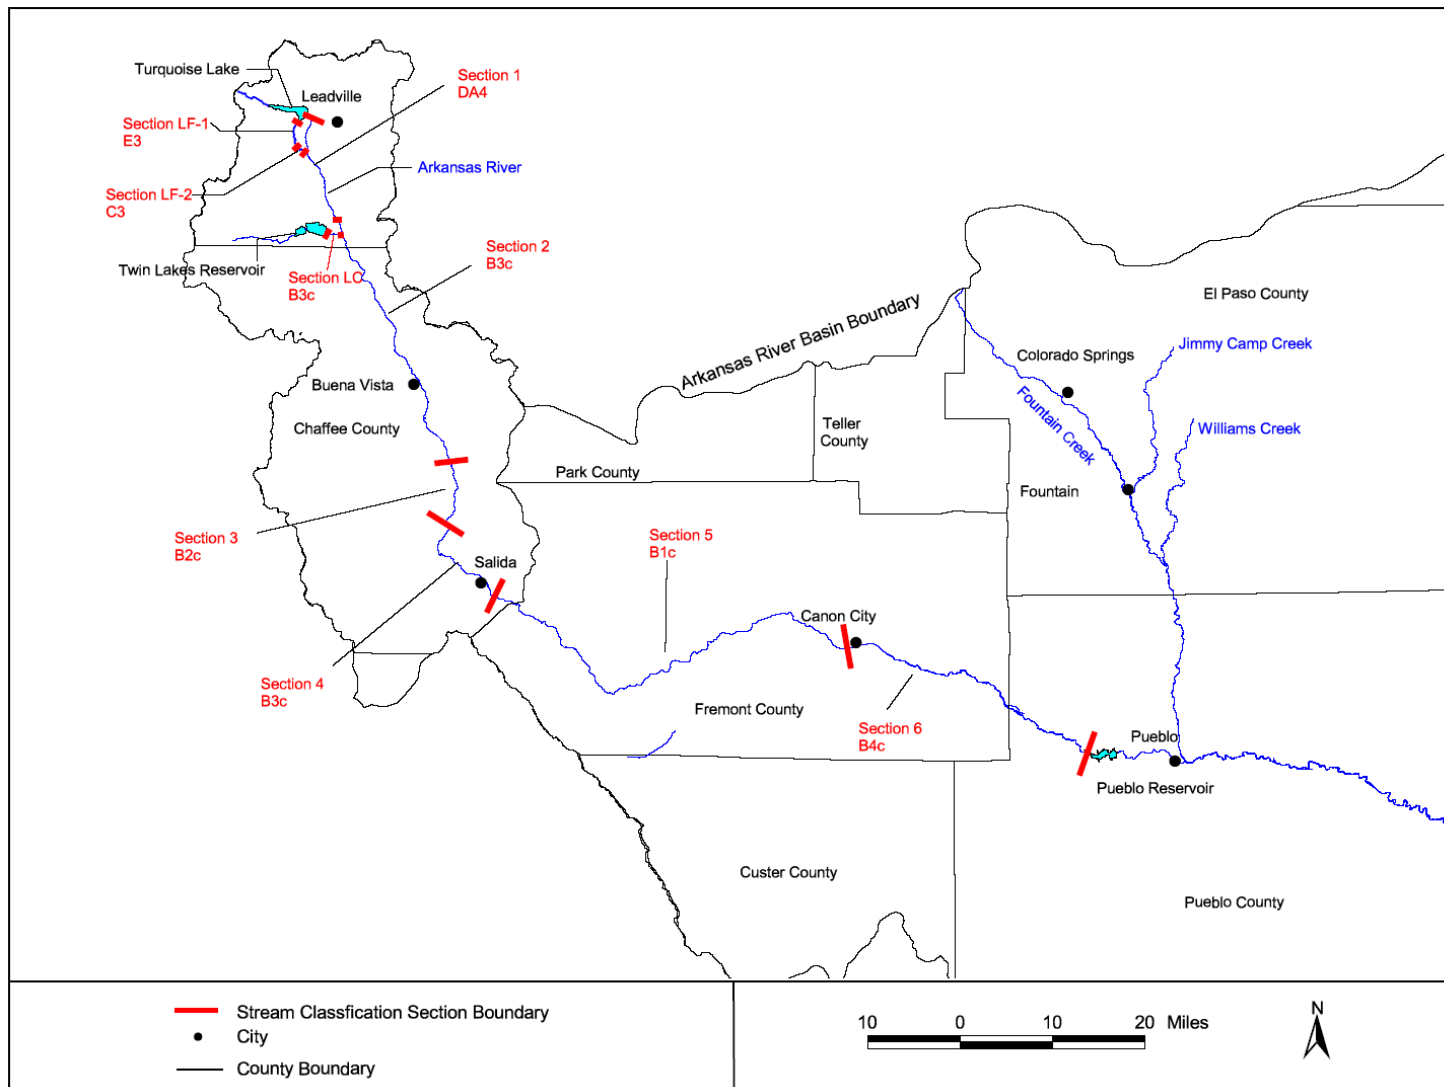 Turquoise Lake
Leadville
Section 1
DA4
Section LF-1
E3
Arkansas River
Section LF-2
C3
Section 2
B3c
Twin Lakes Reservoir
Section LC
B3c
El Paso County
Arkansas River Basin Boundary
Jimmy Camp Creek
Colorado Springs
Buena Vista
Fountain Creek
Chaffee County
Teller
County
Williams Creek
Park County
Fountain
Section 3
B2c
Section 5
B1c
Salida
Canon City
Section 4
B3c
Fremont County
Section 6
B4c
Pueblo
Pueblo Reservoir
Custer County
Pueblo County
Stream Classfication Section Boundary
City
County Boundary
10 0 10 20 Miles
N